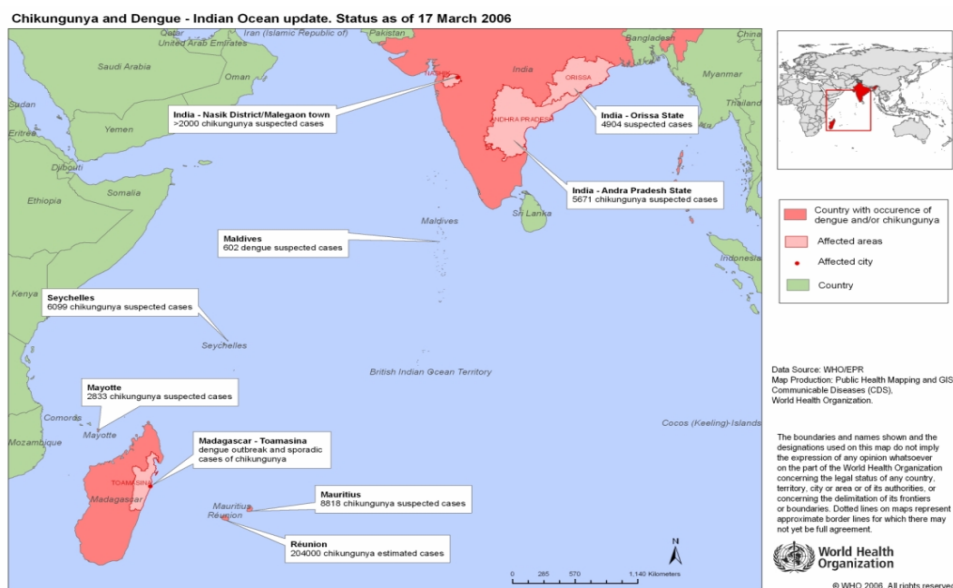 Chikungunya and Dengue - Indian Ocean update. Status as of 17 March 2006
Qatar
United Arab Emirates
Iran (Islamic Republic of)
Pakistan
Bangladesh
China
Saudi Arabia
Oman
India
ORISSA
Myanmar
Sudan
Thailand
India - Nasik District/Malegaon town
>2000 chikungunya suspected cases
ANDHRA PRADESH
India - Orissa State
4904 suspected cases
Eritrea
Yemen
Djibouti
Somalia
Ethiopia
India - Andra Pradesh State
5671 chikungunya suspected cases
Sri Lanka
Maldives
Maldives
602 dengue suspected cases
Indonesia
Kenya
Seychelles
6099 chikungunya suspected cases
Seychelles
British Indian Ocean Territory
Mayotte
2833 chikungunya suspected cases
Comoros
Mayotte
Mozambique
Cocos (Keeling) Islands
Madagascar - Toamasina
dengue outbreak and sporadic
cases of chikungunya
TOAMASINA
Madagascar
Mauritius
8818 chikungunya suspected cases
Mauritius
Réunion
Réunion
204000 chikungunya estimated cases
N
0 285 570 1,140 Kilometers
Country with occurence of
dengue and/or chikungunya
Affected areas
Affected city
Country
Data Source: WHO/EPR
Map Production: Public Health Mapping and GIS
Communicable Diseases (CDS),
World Health Organization.
The boundaries and names shown and the
designations used on this map do not imply
the expression of any opinion whatsoever
on the part of the World Health Organization
concerning the legal status of any country,
territory, city or area or of its authorities, or
concerning the delimitation of its frontiers
or boundaries. Dotted lines on maps represent
approximate border lines for which there may
not yet be full agreement.
World Health
Organization
© WHO 2006. All rights reserved